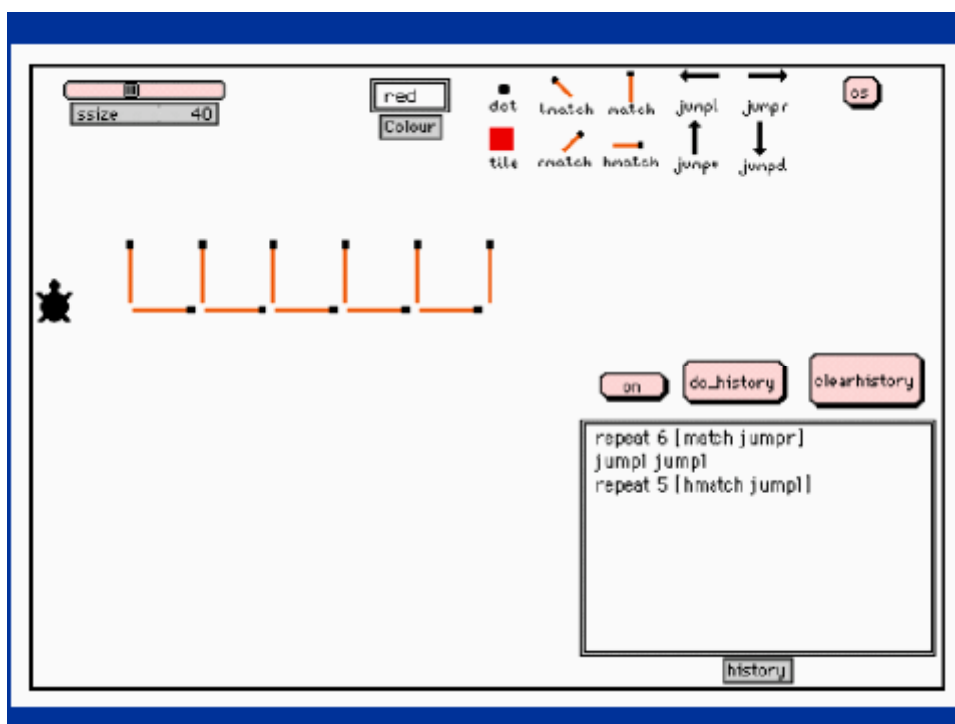 ssize 40
red
Colour
dot lmatch match jumpl jumpr
tile rmatch hmatch jumpu jumpd
os
on do_history clearhistory
repeat 6 [match jumpr]
jumpl jumpl
repeat 5 [hmatch jumpl]
history